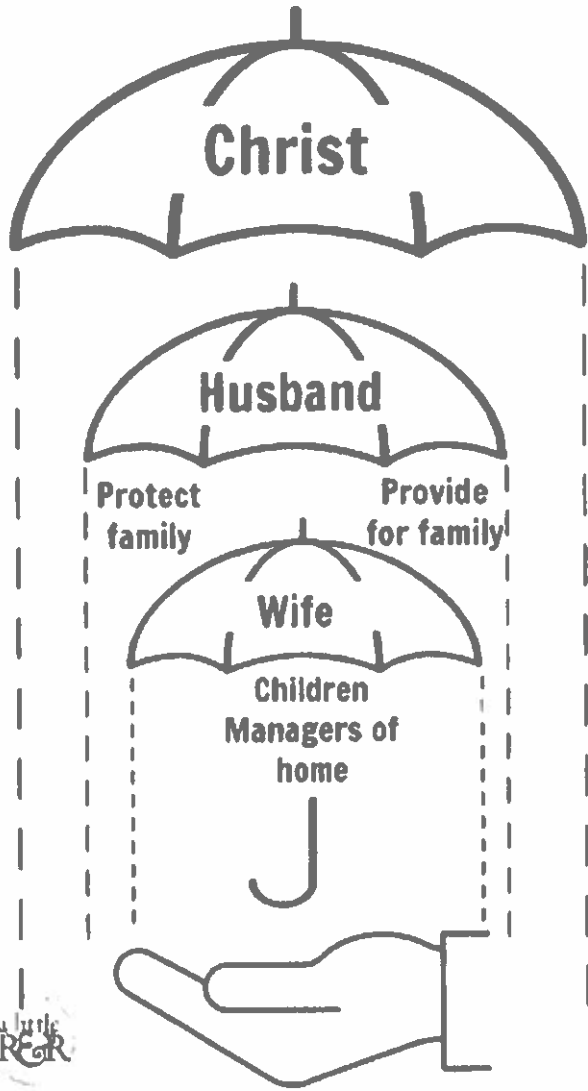 Christ
Husband
Protect
family
Provide
for family
Wife
Children
Managers of
home
R&R